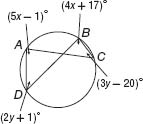 (4x + 17)°
(5x – 1)°
B
A
C
(3y – 20)°
D
(2y + 1)°